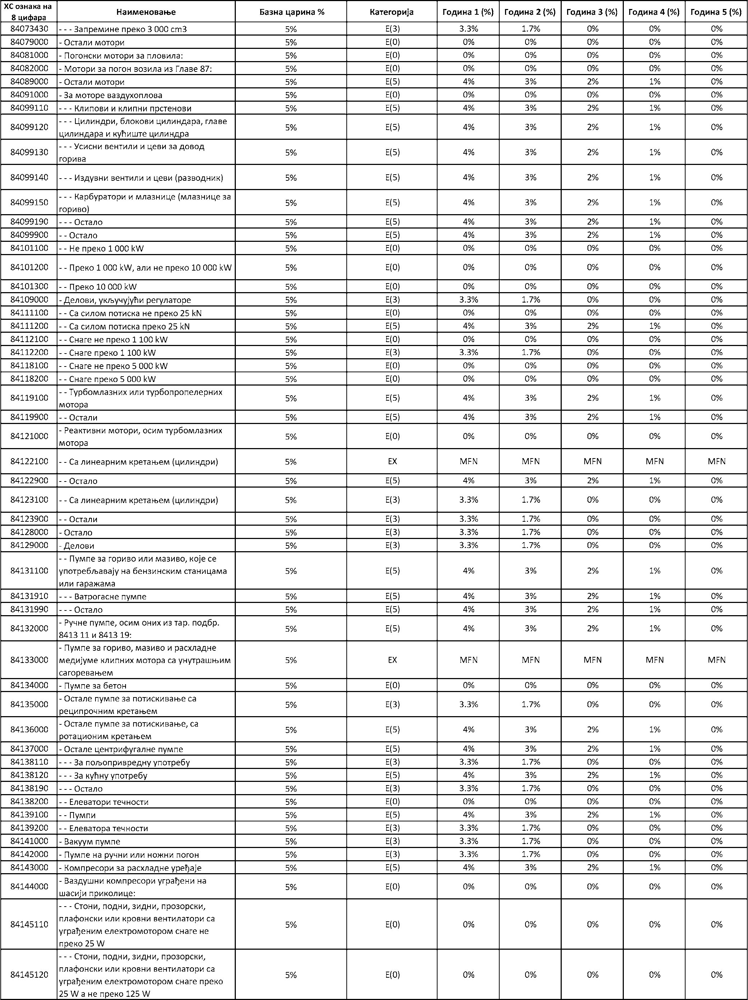 ХС ознака на
8 цифара Наименовање Базна царина % Категорија Година 1 (%) Година 2 (%) Година 3 (%) Година 4 (%) Година 5 (%)
84073430 - - - Запремине преко 3 000 cm3 5% E(3) 3.3% 1.7% 0% 0% 0%
84079000 - Остали мотори 5% E(0) 0% 0% 0% 0% 0%
84081000 - Погонски мотори за пловила: 5% E(0) 0% 0% 0% 0% 0%
84082000 - Мотори за погон возила из Главе 87: 5% E(0) 0% 0% 0% 0% 0%
84089000 - Остали мотори 5% E(5) 4% 3% 2% 1% 0%
84091000 - За моторе ваздухоплова 5% E(0) 0% 0% 0% 0% 0%
84099110 - - - Клипови и клипни прстенови 5% E(5) 4% 3% 2% 1% 0%
84099120 - - - Цилиндри, блокови цилиндара, главе
цилиндара и кућиште цилиндра 5% E(5) 4% 3% 2% 1% 0%
84099130 - - - Усисни вентили и цеви за довод
горива 5% E(5) 4% 3% 2% 1% 0%
84099140 - - - Издувни вентили и цеви (разводник) 5% E(5) 4% 3% 2% 1% 0%
84099150 - - - Карбуратори и млазнице (млазнице за
гориво) 5% E(5) 4% 3% 2% 1% 0%
84099190 - - - Остало 5% E(5) 4% 3% 2% 1% 0%
84099900 - - Остало 5% E(5) 4% 3% 2% 1% 0%
84101100 - - Не преко 1 000 kW 5% E(0) 0% 0% 0% 0% 0%
84101200 - - Преко 1 000 kW, али не преко 10 000 kW 5% E(0) 0% 0% 0% 0% 0%
84101300 - - Преко 10 000 kW 5% E(0) 0% 0% 0% 0% 0%
84109000 - Делови, укључујући регулаторе 5% E(3) 3.3% 1.7% 0% 0% 0%
84111100 - - Са силом потиска не преко 25 kN 5% E(0) 0% 0% 0% 0% 0%
84111200 - - Са силом потиска преко 25 kN 5% E(5) 4% 3% 2% 1% 0%
84112100 - - Снаге не преко 1 100 kW 5% E(0) 0% 0% 0% 0% 0%
84112200 - - Снаге преко 1 100 kW 5% E(3) 3.3% 1.7% 0% 0% 0%
84118100 - - Снаге не преко 5 000 kW 5% E(0) 0% 0% 0% 0% 0%
84118200 - - Снаге преко 5 000 kW 5% E(0) 0% 0% 0% 0% 0%
84119100 - - Турбомлазних или турбопропелерних
мотора 5% E(5) 4% 3% 2% 1% 0%
84119900 - - Остали 5% E(5) 4% 3% 2% 1% 0%
84121000 - Реактивни мотори, осим турбомлазних
мотора 5% E(0) 0% 0% 0% 0% 0%
84122100 - - Са линеарним кретањем (цилиндри) 5% EX MFN MFN MFN MFN MFN
84122900 - - Остало 5% E(5) 4% 3% 2% 1% 0%
84123100 - - Са линеарним кретањем (цилиндри) 5% E(3) 3.3% 1.7% 0% 0% 0%
84123900 - - Остали 5% E(3) 3.3% 1.7% 0% 0% 0%
84128000 - Остало 5% E(3) 3.3% 1.7% 0% 0% 0%
84129000 - Делови 5% E(3) 3.3% 1.7% 0% 0% 0%
84131100 - - Пумпе за гориво или мазиво, које се
употребљавају на бензинским станицама
или гаражама 5% E(5) 4% 3% 2% 1% 0%
84131910 - - - Ватрогасне пумпе 5% E(5) 4% 3% 2% 1% 0%
84131990 - - - Остало 5% E(5) 4% 3% 2% 1% 0%
84132000 - Ручне пумпе, осим оних из тар. подбр.
8413 11 и 8413 19: 5% E(5) 4% 3% 2% 1% 0%
84133000 - Пумпе за гориво, мазиво и расхладне
медијуме клипних мотора са унутрашњим
сагоревањем 5% EX MFN MFN MFN MFN MFN
84134000 - Пумпе за бетон 5% E(0) 0% 0% 0% 0% 0%
84135000 - Остале пумпе за потискивање са
реципрочним кретањем 5% E(3) 3.3% 1.7% 0% 0% 0%
84136000 - Остале пумпе за потискивање, са
ротационим кретањем 5% E(5) 4% 3% 2% 1% 0%
84137000 - Остале центрифугалне пумпе 5% E(5) 4% 3% 2% 1% 0%
84138110 - - - За пољопривредну употребу 5% E(3) 3.3% 1.7% 0% 0% 0%
84138120 - - - За кућну употребу 5% E(5) 4% 3% 2% 1% 0%
84138190 - - - Остало 5% E(3) 3.3% 1.7% 0% 0% 0%
84138200 - - Елеватори течности 5% E(0) 0% 0% 0% 0% 0%
84139100 - - Пумпи 5% E(5) 4% 3% 2% 1% 0%
84139200 - - Елеватора течности 5% E(3) 3.3% 1.7% 0% 0% 0%
84141000 - Вакуум пумпе 5% E(3) 3.3% 1.7% 0% 0% 0%
84142000 - Пумпе на ручни или ножни погон 5% E(3) 3.3% 1.7% 0% 0% 0%
84143000 - Компресори за расхладне уређаје 5% E(5) 4% 3% 2% 1% 0%
84144000 - Ваздушни компресори уграђени на
шасији приколице: 5% E(0) 0% 0% 0% 0% 0%
84145110 - - - Стони, подни, зидни, прозорски,
плафонски или кровни вентилатори са
уграђеним електромотором снаге не
преко 25 W 5% E(0) 0% 0% 0% 0% 0%
84145120 - - - Стони, подни, зидни, прозорски,
плафонски или кровни вентилатори са
уграђеним електромотором снаге преко
25 W а не преко 125 W 5% E(0) 0% 0% 0% 0% 0%